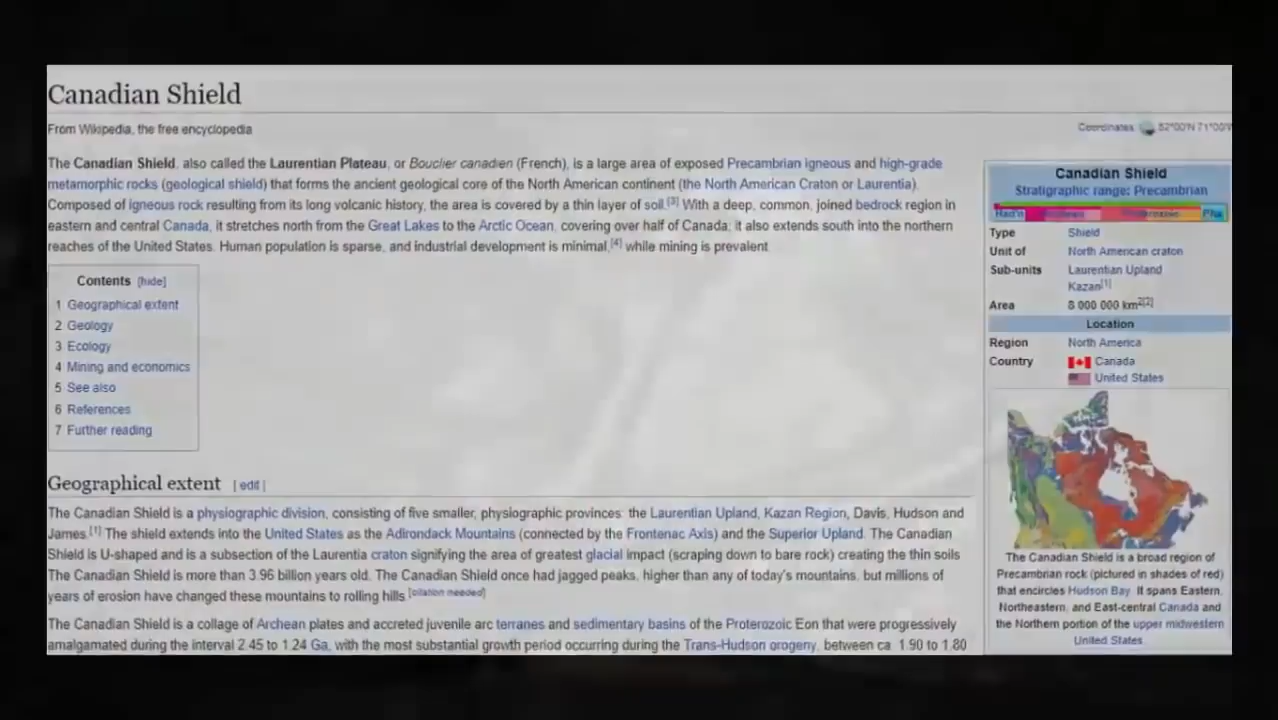 Canadian Shield
From Wikipedia, the free encyclopedia
Coordinates 52°00'N 71°00'W
The Canadian Shield, also called the Laurentian Plateau, or Bouclier canadien (French), is a large area of exposed Precambrian igneous and high-grade
metamorphic rocks (geological shield) that forms the ancient geological core of the North American continent (the North American Craton or Laurentia).
Composed of igneous rock resulting from its long volcanic history, the area is covered by a thin layer of soil.[3] With a deep, common, joined bedrock region in
eastern and central Canada, it stretches north from the Great Lakes to the Arctic Ocean, covering over half of Canada; it also extends south into the northern
reaches of the United States. Human population is sparse, and industrial development is minimal,[4] while mining is prevalent.
Contents [hide]
1 Geographical extent
2 Geology
3 Ecology
4 Mining and economics
5 See also
6 References
7 Further reading
Geographical extent [edit]
The Canadian Shield is a physiographic division, consisting of five smaller, physiographic provinces: the Laurentian Upland, Kazan Region, Davis, Hudson and
James.[1] The shield extends into the United States as the Adirondack Mountains (connected by the Frontenac Axis) and the Superior Upland. The Canadian
Shield is U-shaped and is a subsection of the Laurentia craton signifying the area of greatest glacial impact (scraping down to bare rock) creating the thin soils
The Canadian Shield is more than 3.96 billion years old. The Canadian Shield once had jagged peaks, higher than any of today's mountains, but millions of
years of erosion have changed these mountains to rolling hills.[citation needed]
The Canadian Shield is a collage of Archean plates and accreted juvenile arc terranes and sedimentary basins of the Proterozoic Eon that were progressively
amalgamated during the interval 2.45 to 1.24 Ga, with the most substantial growth period occurring during the Trans-Hudson orogeny, between ca. 1.90 to 1.80
Canadian Shield
Stratigraphic range: Precambrian
Had'n Pha
Type Shield
Unit of North American craton
Sub-units Laurentian Upland
Kazan[1]
Area 8 000 000 km2[2]
Location
Region North America
Country Canada
United States
The Canadian Shield is a broad region of
Precambrian rock (pictured in shades of red)
that encircles Hudson Bay. It spans Eastern,
Northeastern, and East-central Canada and
the Northern portion of the upper midwestern
United States.